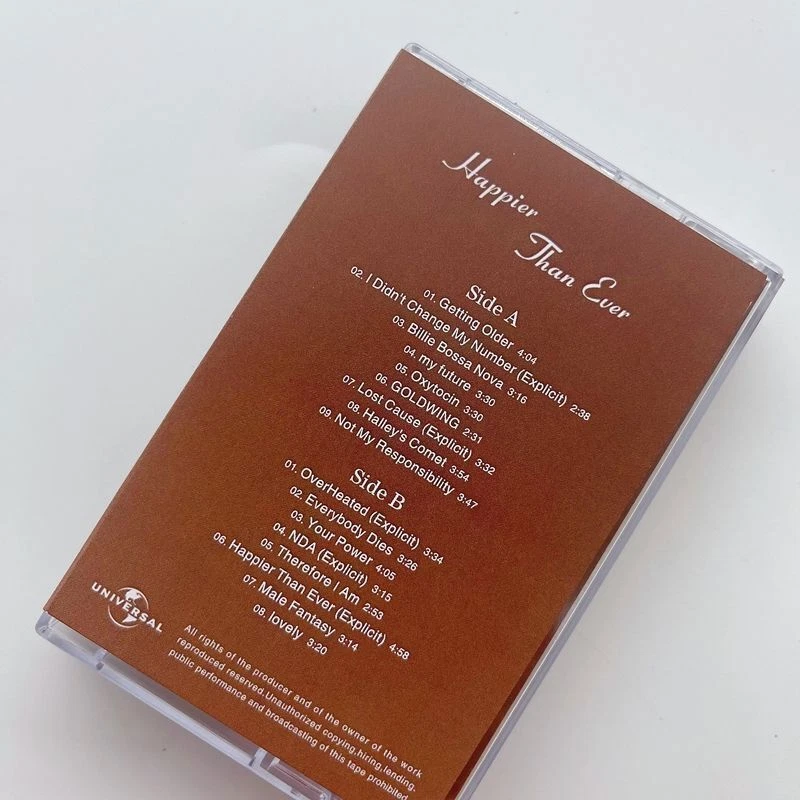 Happier
Than Ever
Side A
01. Getting Older 4:04
02. I Didn't Change My Number (Explicit) 2:38
03. Billie Bossa Nova 3:16
04. my future 3:30
05. Oxytocin 3:30
06. GOLDWING 2:31
07. Lost Cause (Explicit) 3:32
08. Halley's Comet 3:54
09. Not My Responsibility 3:47
Side B
01. OverHeated (Explicit) 3:34
02. Everybody Dies 3:26
03. Your Power 4:05
04. NDA (Explicit) 3:15
05. Therefore I Am 2:53
06. Happier Than Ever (Explicit) 4:58
07. Male Fantasy 3:14
08. lovely 3:20
UNIVERSAL
All rights of the producer and of the owner of the work
reproduced reserved.Unauthorized copying,hiring,lending.
public performance and broadcasting of this tape prohibited